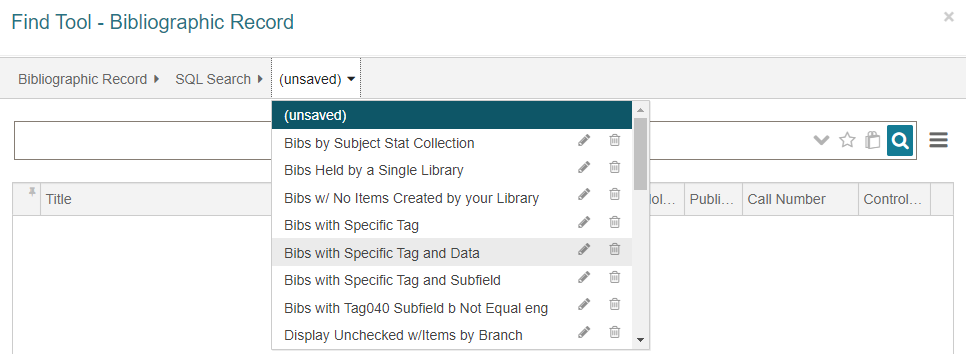 Find Tool - Bibliographic Record
Bibliographic Record SQL Search (unsaved)
(unsaved)
Bibs by Subject Stat Collection
Bibs Held by a Single Library
Bibs w/ No Items Created by your Library
Bibs with Specific Tag
Bibs with Specific Tag and Data
Bibs with Specific Tag and Subfield
Bibs with Tag040 Subfield b Not Equal eng
Display Unchecked w/Items by Branch
Title Publi... Call Number Control...